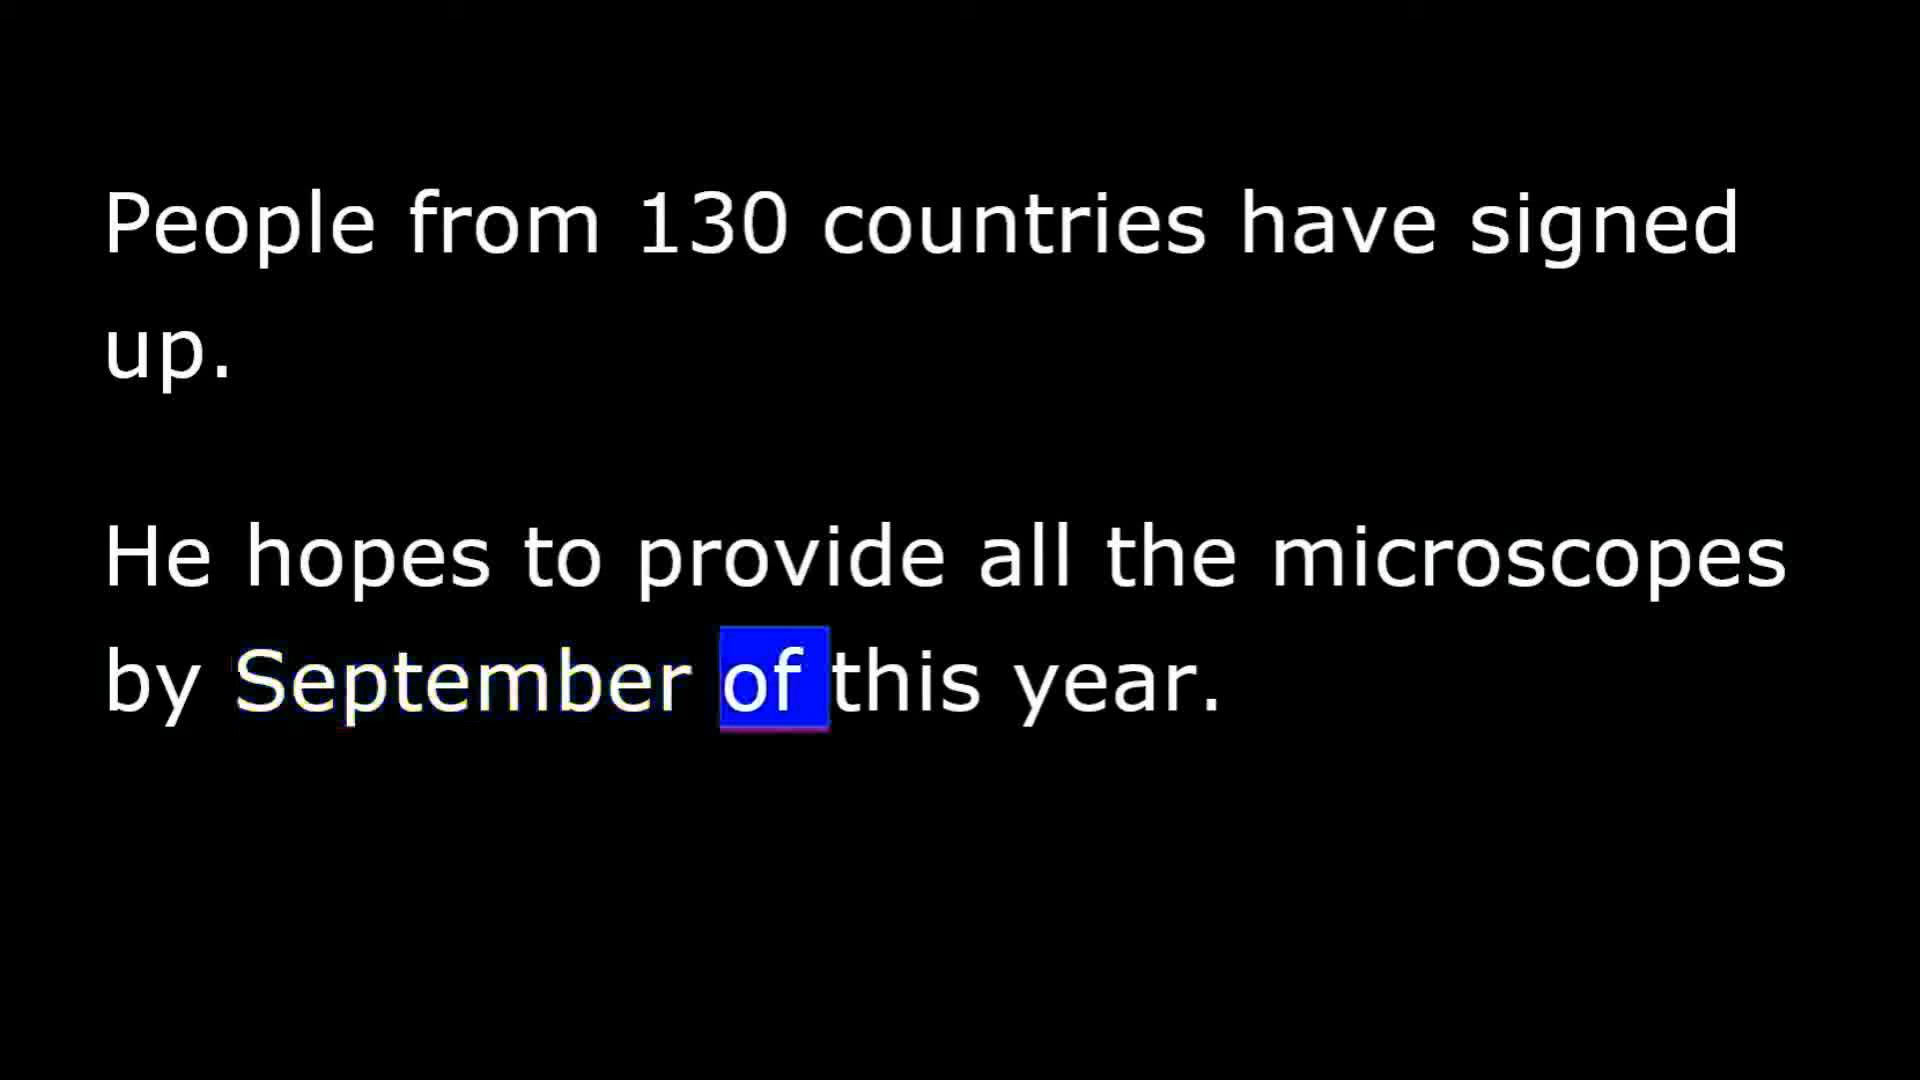 People from 130 countries have signed
up.
He hopes to provide all the microscopes
by September of this year.